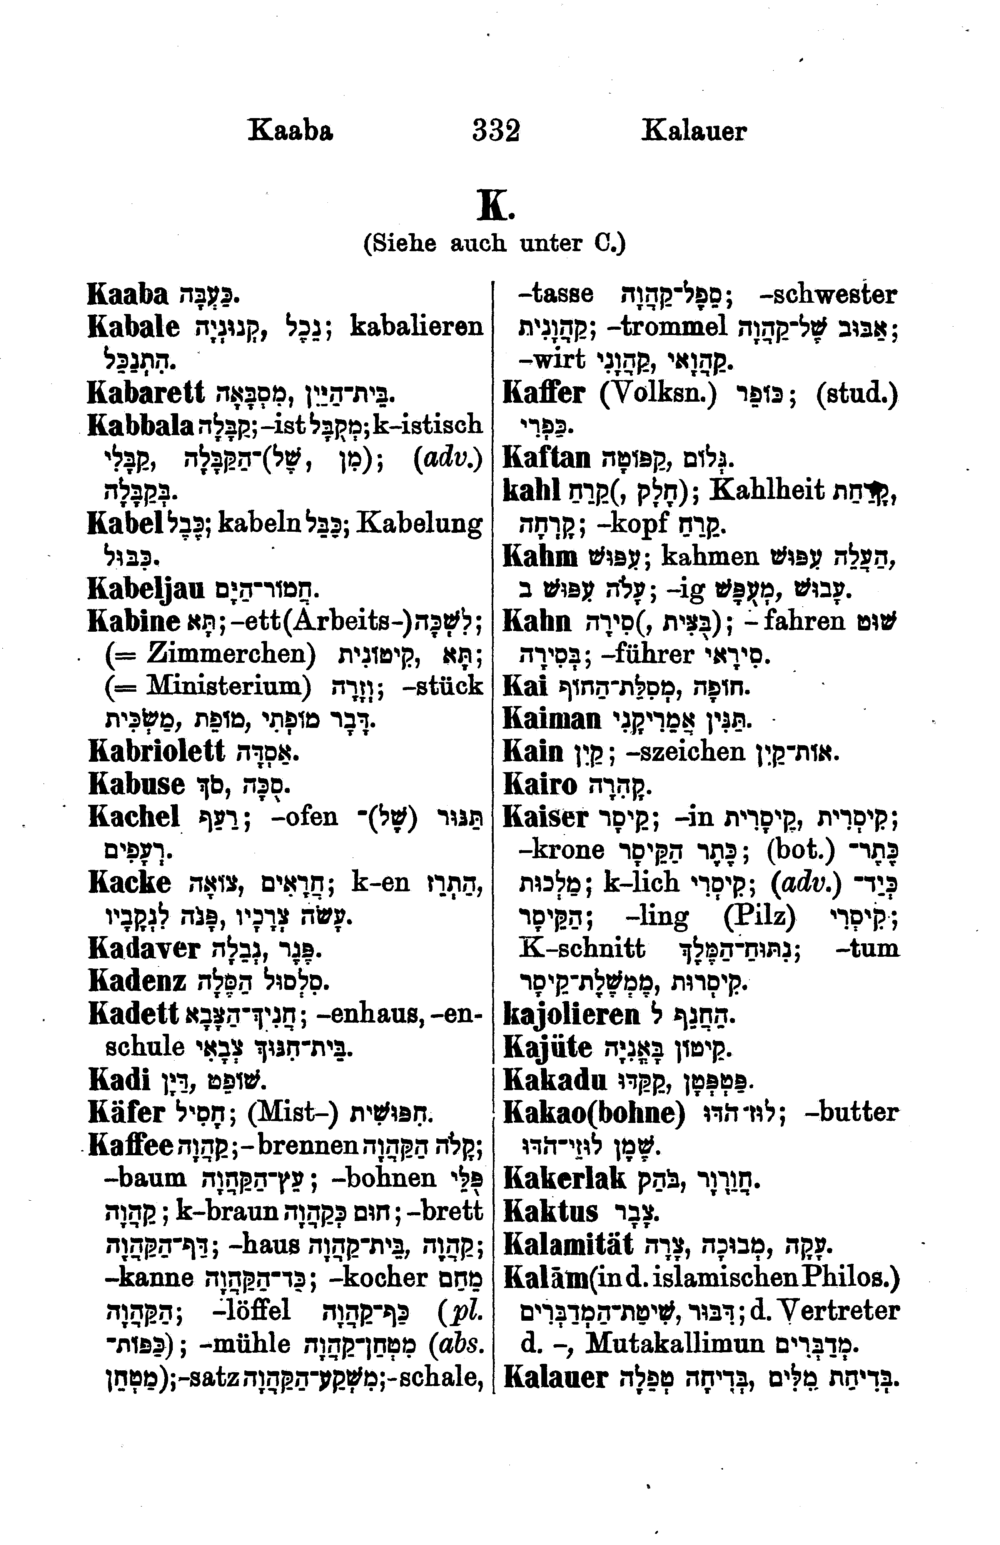 Kaaba 332 Kalauer
K.
(Siehe auch unter C.)
Kaaba כַּעְבָּה.
Kabale קְנוּנִיָּה, נֵכֶל; kabalieren
הִתְנַכֵּל.
Kabarett בֵּית־הַיַּיִן, מִסְבָּאָה.
Kabbala קַבָּלָה; -ist מְקֻבָּל; k-istisch
(מִן, שֶׁל)־הַקַּבָּלָה, קַבָּלִי; (adv.)
בְּקַבָּלָה.
Kabel כֶּבֶל; kabeln כַּבֵּל; Kabelung
כִּבּוּל.
Kabeljau חֲמוֹר־הַיָּם.
Kabine תָּא; -ett (Arbeits-) לִשְׁכָּה;
(= Zimmerchen) תָּא, קִיטוֹנִית;
(= Ministerium) וְזָרָה; -stück
דָּבָר מוֹפְתִי, מוֹפֵת, מַשְׂכִּית.
Kabriolett אַסְדָּה.
Kabuse סֻכָּה, סֹךְ.
Kachel רַעַף; -ofen תַּנּוּר (שֶׁל)־
רְעָפִים.
Kacke חֲרָאִים, צוֹאָה; k-en הַתְרֵז,
עָשֹׂה צְרָכָיו, פָּנֹה לִנְקָבָיו.
Kadaver פֶּגֶר, נְבֵלָה.
Kadenz סִלְסוּל הַמִּלָּה.
Kadett חֲנִיךְ־הַצָּבָא; -enhaus, -en-
schule בֵּית־חִנּוּךְ צְבָאִי.
Kadi שׁוֹפֵט, דַּיָּן.
Käfer חָסִיל; (Mist-) חִפּוּשִׁית.
Kaffee קַהֲוָה; -brennen קָלֹה הַקַּהֲוָה;
-baum עֵץ־הַקַּהֲוָה; -bohnen פֻּלֵּי
קַהֲוָה; k-braun חוּם כְּקַהֲוָה; -brett
דַּף־הַקַּהֲוָה; -haus בֵּית־קַהֲוָה, קַהֲוָה;
-kanne כַּד־הַקַּהֲוָה; -kocher מֵחַם
הַקַּהֲוָה; -löffel כַּף־קַהֲוָה (pl.
כַּפּוֹת־); -mühle מַטְחַן־קַהֲוָה (abs.
מַטְחֵן); -satz מִשְׁקַע־הַקַּהֲוָה; -schale,
-tasse סֵפֶל־קַהֲוָה; -schwester
קַהֲוָנִית; -trommel אַבּוּב שֶׁל־קַהֲוָה;
-wirt קַהֲוַאי, קַהֲוָנִי.
Kaffer (Volksn.) כּוֹפֵר; (stud.)
כַּפְרִי.
Kaftan גְּלוֹם, קַפּוֹטָה.
kahl קֵרֵחַ (, חָלָק); Kahlheit קָרַחַת,
קָרְחָה; -kopf קֵרֵחַ.
Kahm עִפּוּשׁ; kahmen הַעֲלֵה עִפּוּשׁ,
עָלֹה עִפּוּשׁ ב; -ig מְעֻפָּשׁ, עָבוּשׁ.
Kahn סִירָה (, בֻּצִּית); -fahren שׁוּט
בְּסִירָה; -führer סִירַאי.
Kai חוֹפָה, מְסִלַּת־הַחוֹף.
Kaiman תַּנִּין אֲמֵרִיקָנִי.
Kain קַיִן; -szeichen אוֹת־קַיִן.
Kairo קָהִרָה.
Kaiser קֵיסָר; -in קֵיסָרִית, קֵיסְרִית;
-krone כֶּתֶר הַקֵּיסָר; (bot.) כֶּתֶר־
מַלְכוּת; k-lich קֵיסָרִי; (adv.) כְּיַד־
הַקֵּיסָר; -ling (Pilz) קֵיסְרִי;
K-schnitt נִתּוּחַ־הַמֶּלֶךְ; -tum
קֵיסָרוּת, מֶמְשֶׁלֶת־קֵיסָר.
kajolieren הַחֲנֵף ל.
Kajüte קִיטוֹן בָּאֳנִיָּה.
Kakadu קַקַדּוּ, פַּטְפְּטָן.
Kakao(bohne) לוּז־הֹדּוּ; -butter
שֶׁמֶן לוּזֵי־הֹדּוּ.
Kakerlak בֹּהַק, חֲוַרְוָר.
Kaktus צָבָר.
Kalamität עָקָה, מְבוּכָה, צָרָה.
Kalām (ind. islamischen Philos.)
דִּבּוּר, שִׁיטַת־הַמְדַבְּרִים; d. Vertreter
d. -, Mutakallimun מְדַבְּרִים.
Kalauer בְּדִיחַת מִלִּים, בְּדִיחָה טְפֵלָה.